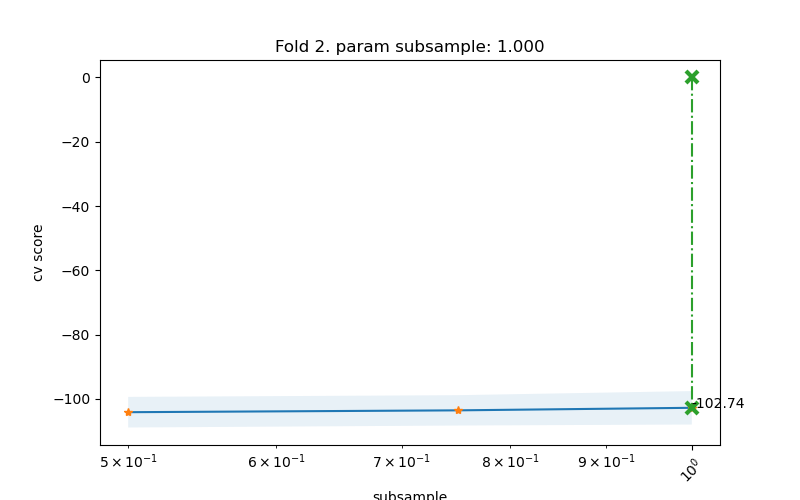 Fold 2. param subsample: 1.000
0
−20
−40
−60
−80
−100
cv score
-102.74
5 × 10⁻¹
6 × 10⁻¹
7 × 10⁻¹
8 × 10⁻¹
9 × 10⁻¹
10⁰
subsample